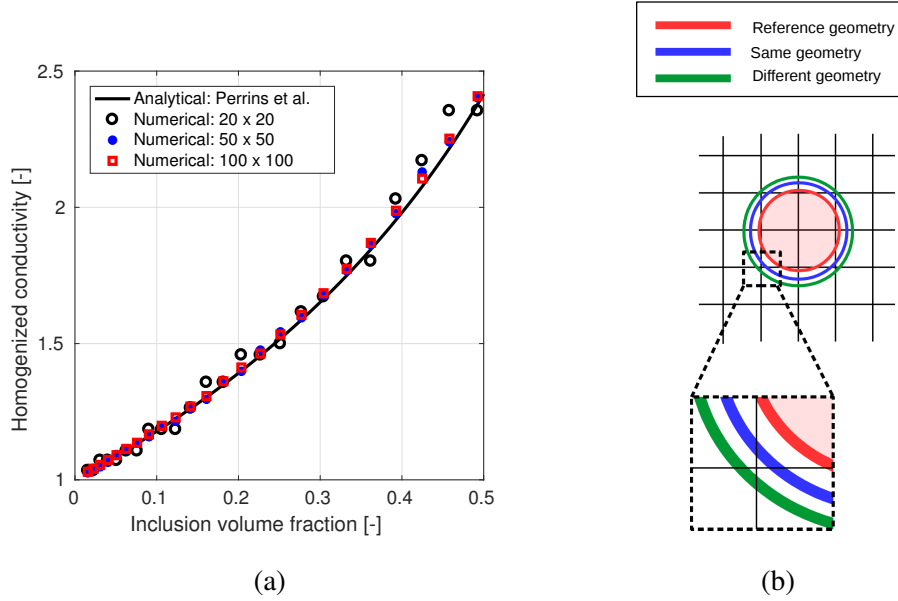 2.5
2
1.5
1
0
0.1
0.2
0.3
0.4
0.5
Homogenized conductivity [-]
Inclusion volume fraction [-]
Analytical: Perrins et al.
Numerical: 20 x 20
Numerical: 50 x 50
Numerical: 100 x 100
(a)
Reference geometry
Same geometry
Different geometry
(b)